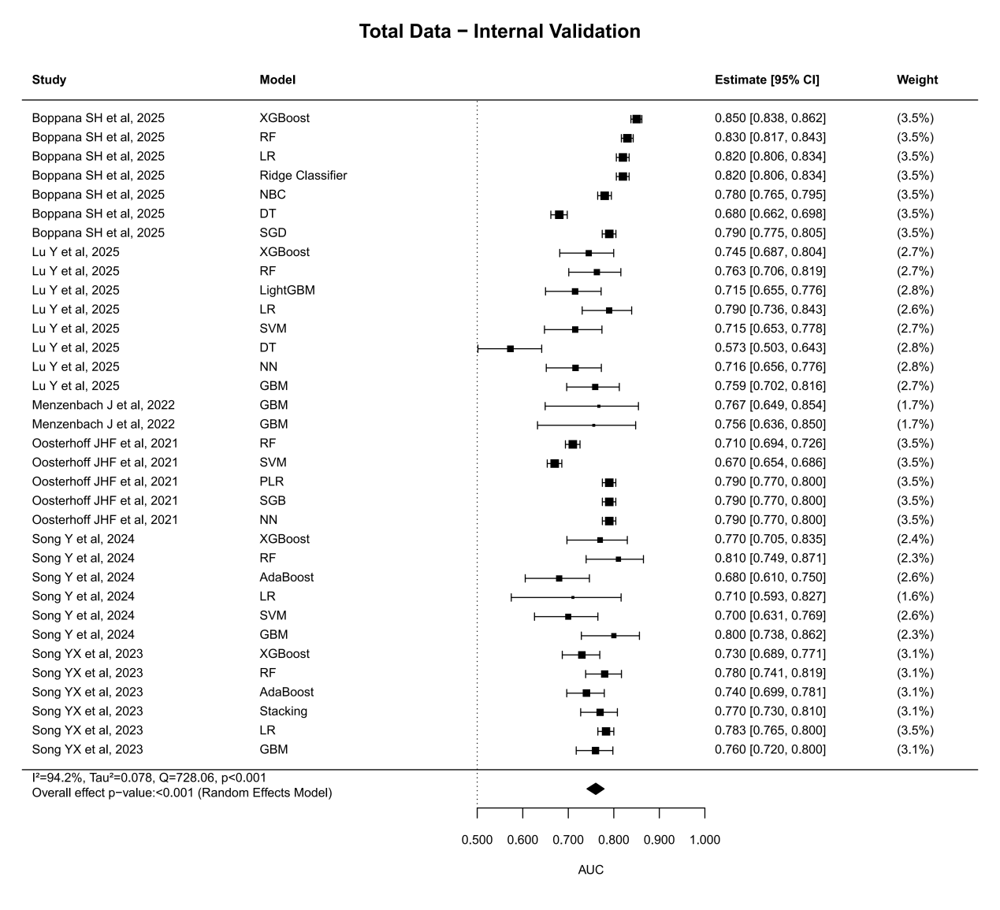 Total Data − Internal Validation
Study Model Estimate [95% CI] Weight
Boppana SH et al, 2025 XGBoost 0.850 [0.838, 0.862] (3.5%)
Boppana SH et al, 2025 RF 0.830 [0.817, 0.843] (3.5%)
Boppana SH et al, 2025 LR 0.820 [0.806, 0.834] (3.5%)
Boppana SH et al, 2025 Ridge Classifier 0.820 [0.806, 0.834] (3.5%)
Boppana SH et al, 2025 NBC 0.780 [0.765, 0.795] (3.5%)
Boppana SH et al, 2025 DT 0.680 [0.662, 0.698] (3.5%)
Boppana SH et al, 2025 SGD 0.790 [0.775, 0.805] (3.5%)
Lu Y et al, 2025 XGBoost 0.745 [0.687, 0.804] (2.7%)
Lu Y et al, 2025 RF 0.763 [0.706, 0.819] (2.7%)
Lu Y et al, 2025 LightGBM 0.715 [0.655, 0.776] (2.8%)
Lu Y et al, 2025 LR 0.790 [0.736, 0.843] (2.6%)
Lu Y et al, 2025 SVM 0.715 [0.653, 0.778] (2.7%)
Lu Y et al, 2025 DT 0.573 [0.503, 0.643] (2.8%)
Lu Y et al, 2025 NN 0.716 [0.656, 0.776] (2.8%)
Lu Y et al, 2025 GBM 0.759 [0.702, 0.816] (2.7%)
Menzenbach J et al, 2022 GBM 0.767 [0.649, 0.854] (1.7%)
Menzenbach J et al, 2022 GBM 0.756 [0.636, 0.850] (1.7%)
Oosterhoff JHF et al, 2021 RF 0.710 [0.694, 0.726] (3.5%)
Oosterhoff JHF et al, 2021 SVM 0.670 [0.654, 0.686] (3.5%)
Oosterhoff JHF et al, 2021 PLR 0.790 [0.770, 0.800] (3.5%)
Oosterhoff JHF et al, 2021 SGB 0.790 [0.770, 0.800] (3.5%)
Oosterhoff JHF et al, 2021 NN 0.790 [0.770, 0.800] (3.5%)
Song Y et al, 2024 XGBoost 0.770 [0.705, 0.835] (2.4%)
Song Y et al, 2024 RF 0.810 [0.749, 0.871] (2.3%)
Song Y et al, 2024 AdaBoost 0.680 [0.610, 0.750] (2.6%)
Song Y et al, 2024 LR 0.710 [0.593, 0.827] (1.6%)
Song Y et al, 2024 SVM 0.700 [0.631, 0.769] (2.6%)
Song Y et al, 2024 GBM 0.800 [0.738, 0.862] (2.3%)
Song YX et al, 2023 XGBoost 0.730 [0.689, 0.771] (3.1%)
Song YX et al, 2023 RF 0.780 [0.741, 0.819] (3.1%)
Song YX et al, 2023 AdaBoost 0.740 [0.699, 0.781] (3.1%)
Song YX et al, 2023 Stacking 0.770 [0.730, 0.810] (3.1%)
Song YX et al, 2023 LR 0.783 [0.765, 0.800] (3.5%)
Song YX et al, 2023 GBM 0.760 [0.720, 0.800] (3.1%)
I²=94.2%, Tau²=0.078, Q=728.06, p<0.001
Overall effect p−value:<0.001 (Random Effects Model)
0.500 0.600 0.700 0.800 0.900 1.000
AUC